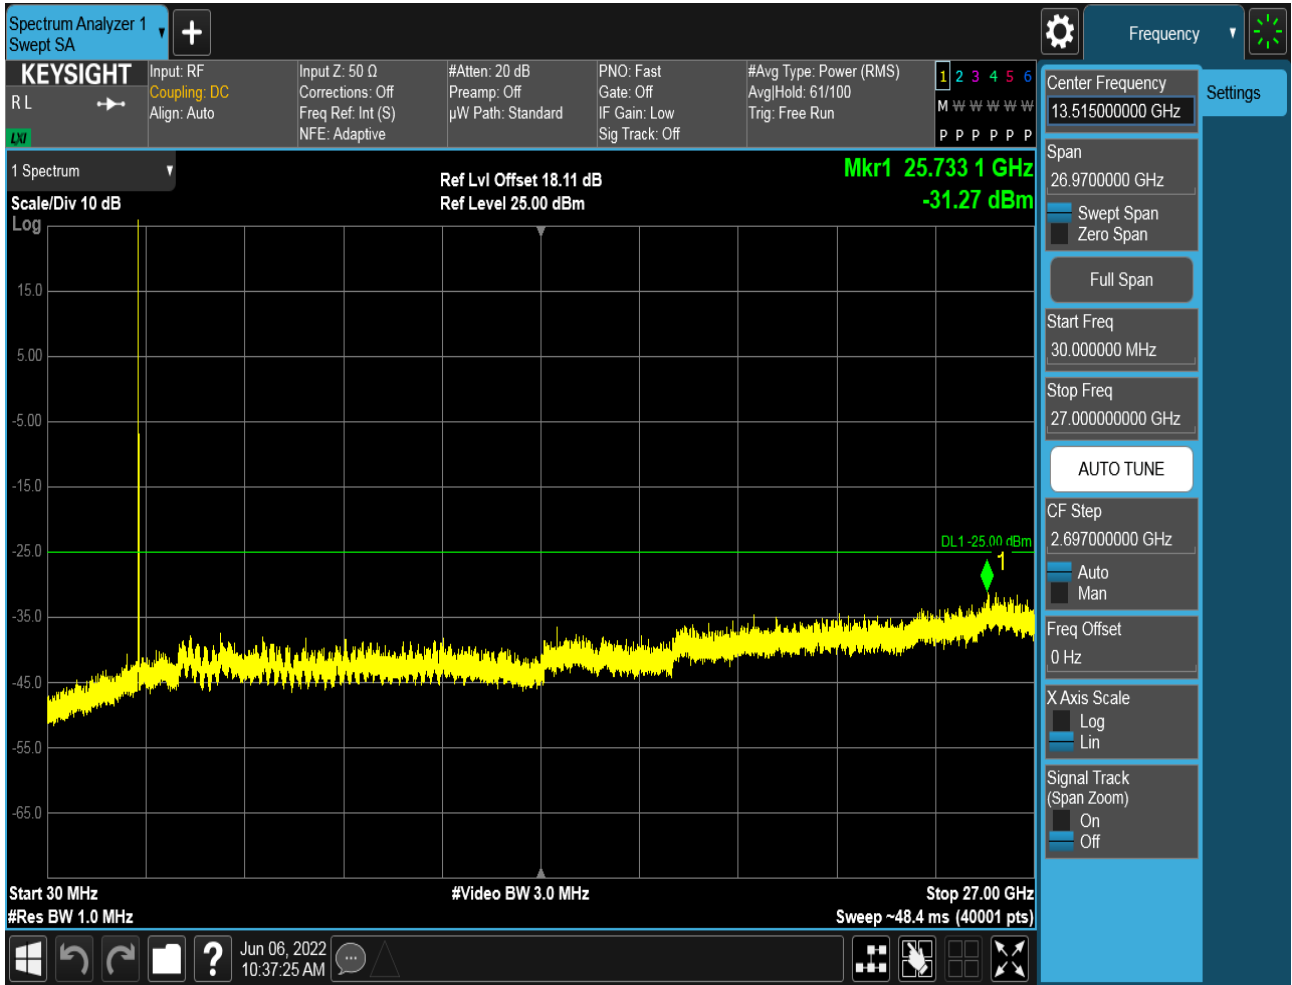 Spectrum Analyzer 1
Swept SA
Frequency
KEYSIGHT
R L
LXI
Input: RF
Coupling: DC
Align: Auto
Input Z: 50 Ω
Corrections: Off
Freq Ref: Int (S)
NFE: Adaptive
#Atten: 20 dB
Preamp: Off
µW Path: Standard
PNO: Fast
Gate: Off
IF Gain: Low
Sig Track: Off
#Avg Type: Power (RMS)
Avg|Hold: 61/100
Trig: Free Run
1 2 3 4 5 6
M W W W W W
P P P P P P
1 Spectrum
Scale/Div 10 dB
Log
Ref Lvl Offset 18.11 dB
Ref Level 25.00 dBm
Mkr1 25.733 1 GHz
-31.27 dBm
15.0
5.00
-5.00
-15.0
-25.0
-35.0
-45.0
-55.0
-65.0
DL1 -25.00 dBm
1
Start 30 MHz
#Res BW 1.0 MHz
#Video BW 3.0 MHz
Stop 27.00 GHz
Sweep ~48.4 ms (40001 pts)
Center Frequency
13.515000000 GHz
Settings
Span
26.9700000 GHz
Swept Span
Zero Span
Full Span
Start Freq
30.000000 MHz
Stop Freq
27.000000000 GHz
AUTO TUNE
CF Step
2.697000000 GHz
Auto
Man
Freq Offset
0 Hz
X Axis Scale
Log
Lin
Signal Track
(Span Zoom)
On
Off
?
Jun 06, 2022
10:37:25 AM